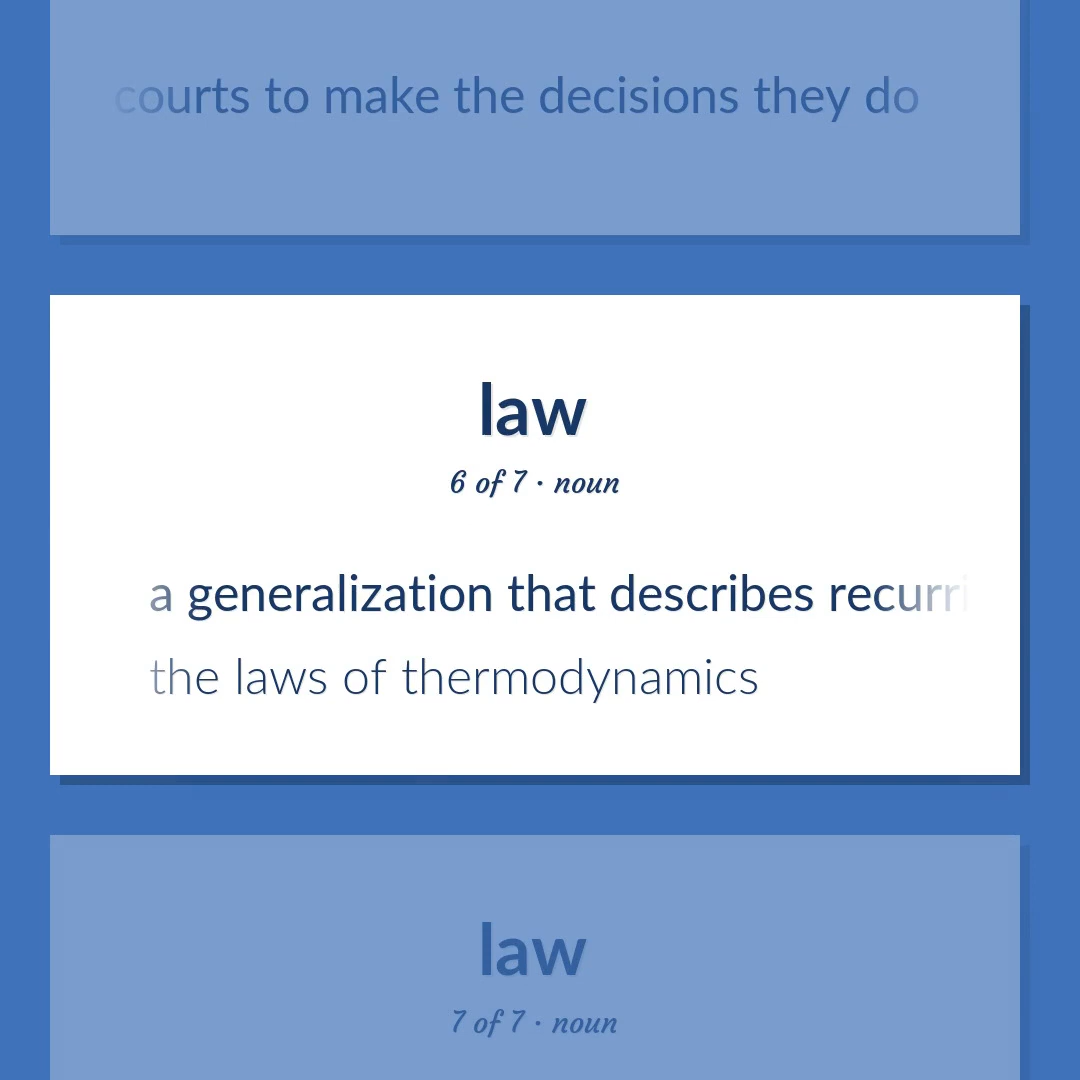 courts to make the decisions they do
law
6 of 7 · noun
a generalization that describes recurri
the laws of thermodynamics
law
7 of 7 · noun